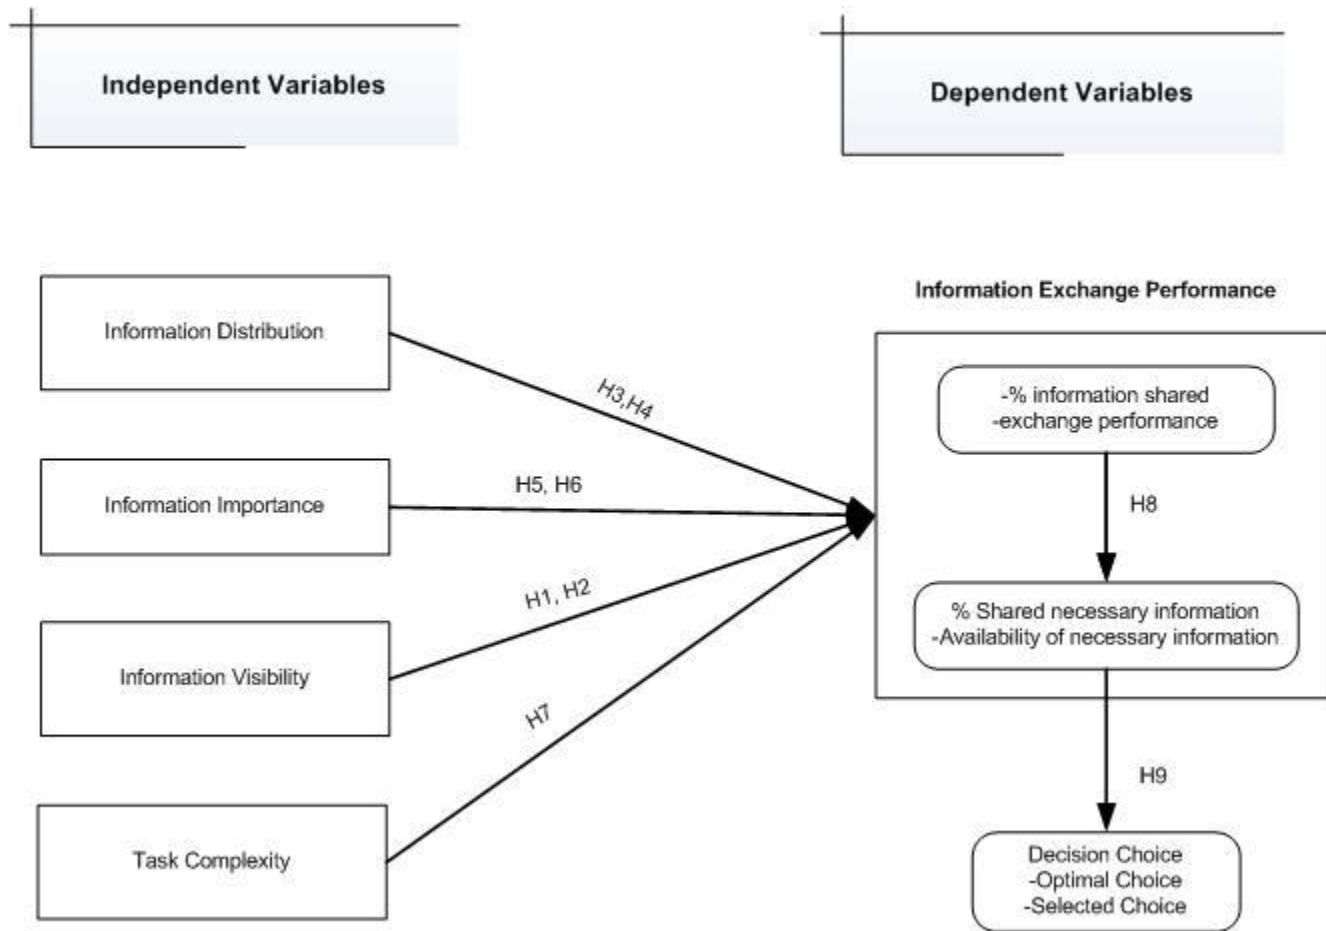 Independent Variables
Dependent Variables
Information Distribution
Information Importance
Information Visibility
Task Complexity
H3,H4
H5, H6
H1, H2
H7
Information Exchange Performance
-% information shared
-exchange performance
H8
% Shared necessary information
-Availability of necessary information
H9
Decision Choice
-Optimal Choice
-Selected Choice